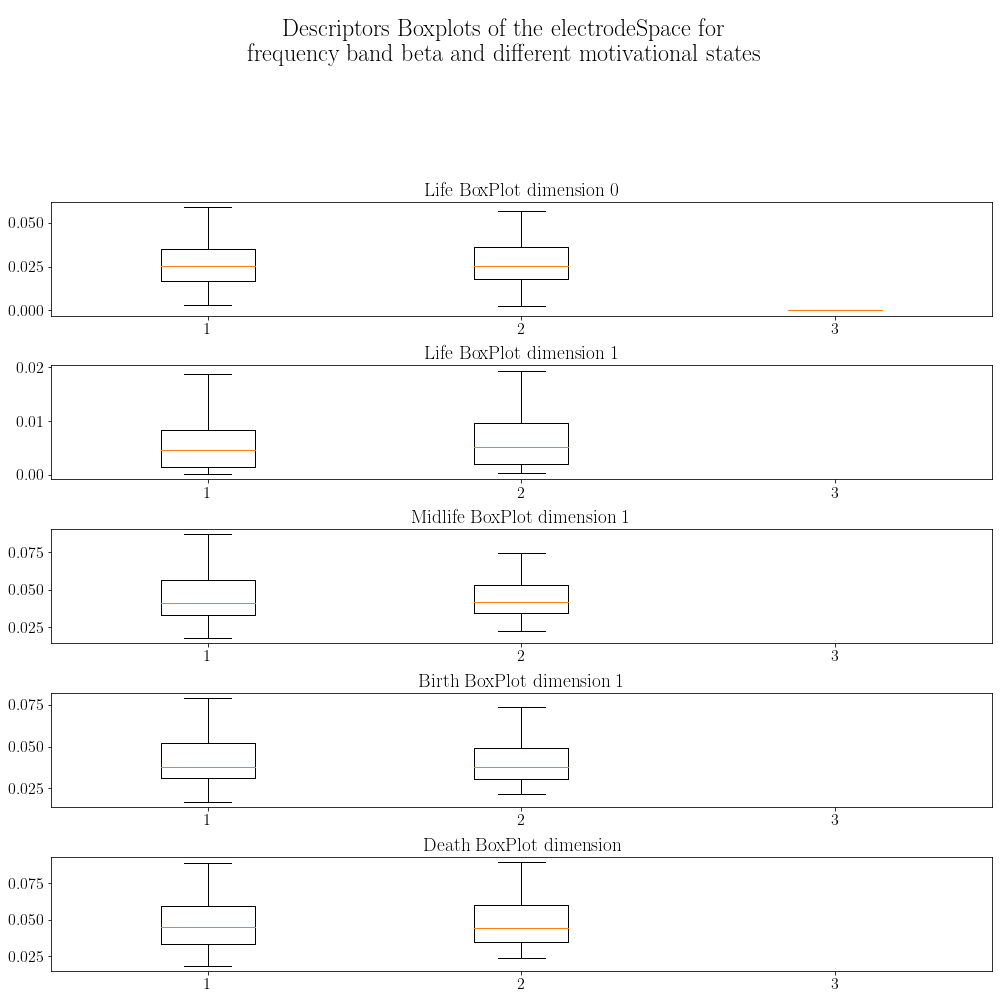 Descriptors Boxplots of the electrodeSpace for
frequency band beta and different motivational states
Life BoxPlot dimension 0
0.050
0.025
0.000
1 2 3
Life BoxPlot dimension 1
0.02
0.01
0.00
1 2 3
Midlife BoxPlot dimension 1
0.075
0.050
0.025
1 2 3
Birth BoxPlot dimension 1
0.075
0.050
0.025
1 2 3
Death BoxPlot dimension
0.075
0.050
0.025
1 2 3